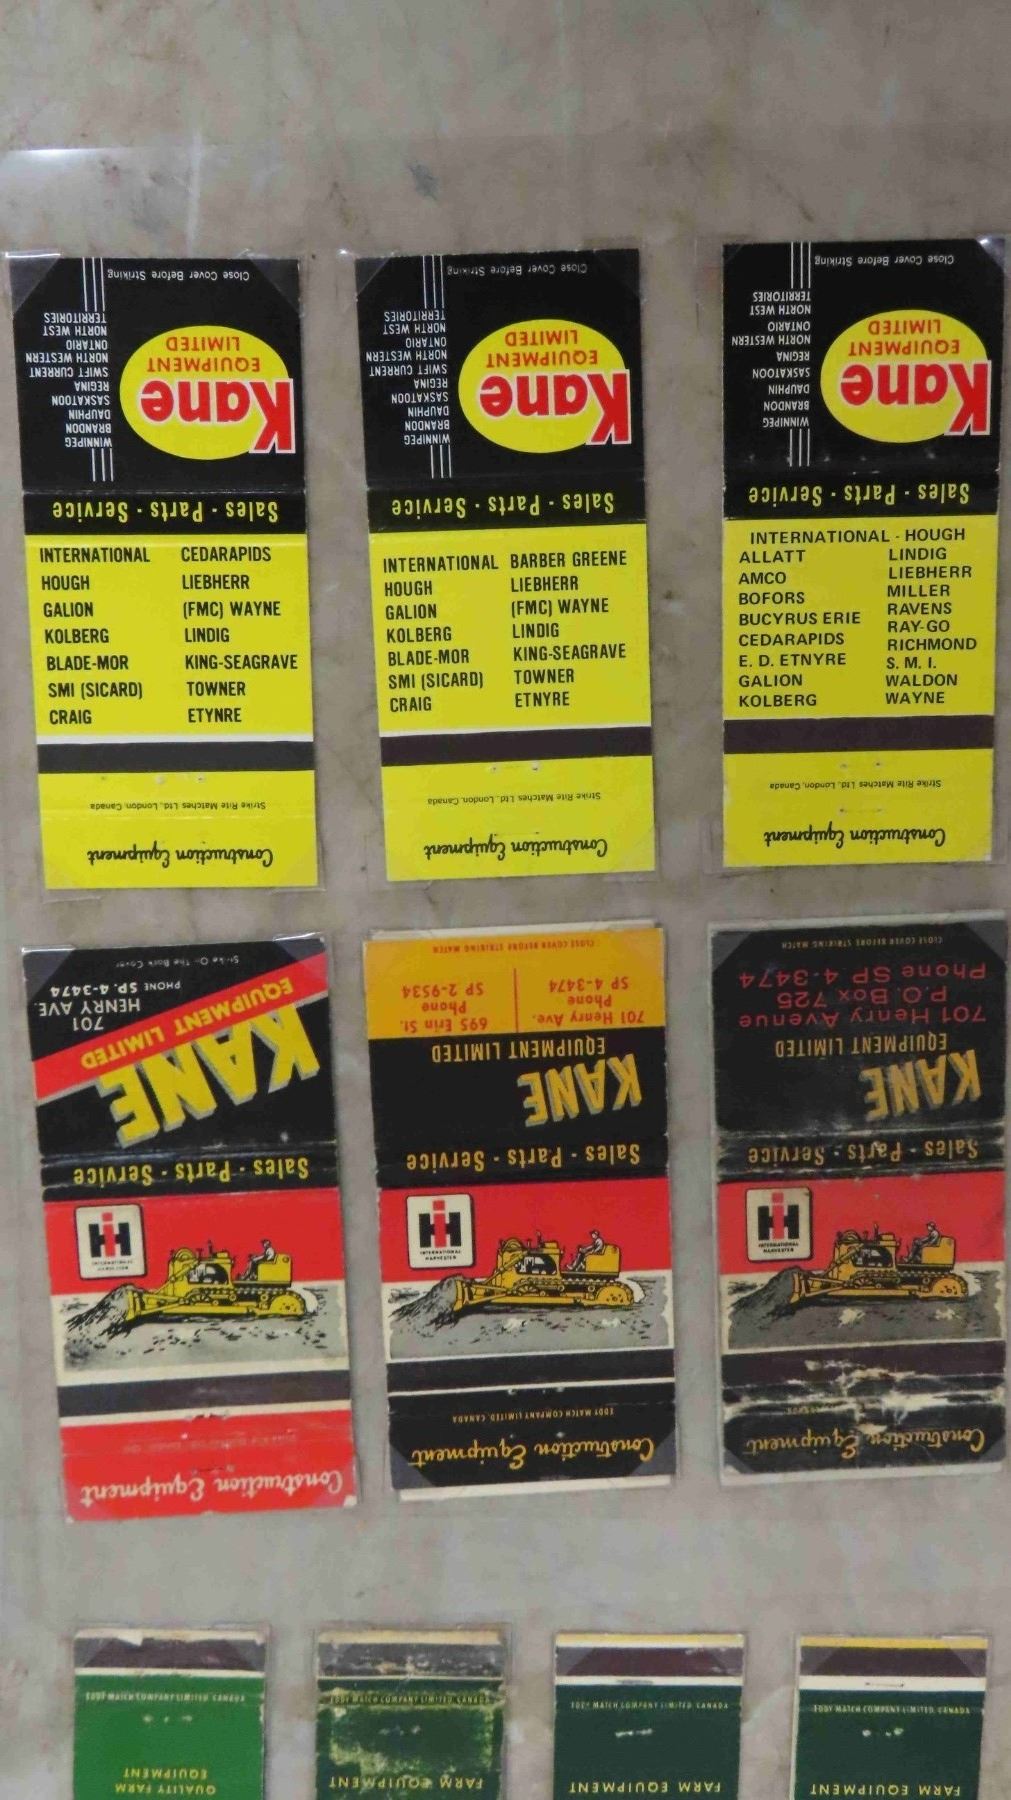 Close Cover Before Striking
WINNIPEG
BRANDON
DAUPHIN
SASKATOON
REGINA
SWIFT CURRENT
NORTH WESTERN
ONTARIO
NORTH WEST
TERRITORIES
Kane
EQUIPMENT
LIMITED
Sales - Parts - Service
INTERNATIONAL CEDARAPIDS
HOUGH LIEBHERR
GALION (FMC) WAYNE
KOLBERG LINDIG
BLADE-MOR KING-SEAGRAVE
SMI (SICARD) TOWNER
CRAIG ETYNRE
Strike Rite Matches Ltd. London, Canada
Construction Equipment
Close Cover Before Striking
WINNIPEG
BRANDON
DAUPHIN
SASKATOON
REGINA
SWIFT CURRENT
NORTH WESTERN
ONTARIO
NORTH WEST
TERRITORIES
Kane
EQUIPMENT
LIMITED
Sales - Parts - Service
INTERNATIONAL BARBER GREENE
HOUGH LIEBHERR
GALION (FMC) WAYNE
KOLBERG LINDIG
BLADE-MOR KING-SEAGRAVE
SMI (SICARD) TOWNER
CRAIG ETNYRE
Strike Rite Matches Ltd. London, Canada
Construction Equipment
Close Cover Before Striking
WINNIPEG
BRANDON
DAUPHIN
SASKATOON
REGINA
NORTH WESTERN
ONTARIO
NORTH WEST
TERRITORIES
Kane
EQUIPMENT
LIMITED
Sales - Parts - Service
INTERNATIONAL - HOUGH
ALLATT LINDIG
AMCO LIEBHERR
BOFORS MILLER
BUCYRUS ERIE RAVENS
CEDARAPIDS RAY-GO
E. D. ETNYRE RICHMOND
GALION S. M. I.
KOLBERG WALDON
WAYNE
Strike Rite Matches Ltd. London, Canada
Construction Equipment
Strike On The Back Cover
701
HENRY AVE.
PHONE SP. 4-3474
KANE
EQUIPMENT LIMITED
Sales - Parts - Service
IH
INTERNATIONAL
HARVESTER
Construction Equipment
CLOSE COVER BEFORE STRIKING MATCH
701 Henry Ave.
Phone
SP 4-3474
695 Erin St.
Phone
SP 2-9534
KANE
EQUIPMENT LIMITED
Sales - Parts - Service
IH
INTERNATIONAL
HARVESTER
EDDY MATCH COMPANY LIMITED, CANADA
Construction Equipment
CLOSE COVER BEFORE STRIKING MATCH
701 Henry Avenue
P.O. Box 725
Phone SP 4-3474
KANE
EQUIPMENT LIMITED
Sales - Parts - Service
IH
INTERNATIONAL
HARVESTER
Construction Equipment
EDDY MATCH COMPANY LIMITED, CANADA
QUALITY FARM
EQUIPMENT
EDDY MATCH COMPANY LIMITED, CANADA
FARM EQUIPMENT
EDDY MATCH COMPANY LIMITED, CANADA
FARM EQUIPMENT
EDDY MATCH COMPANY LIMITED, CANADA
FARM EQUIPMENT